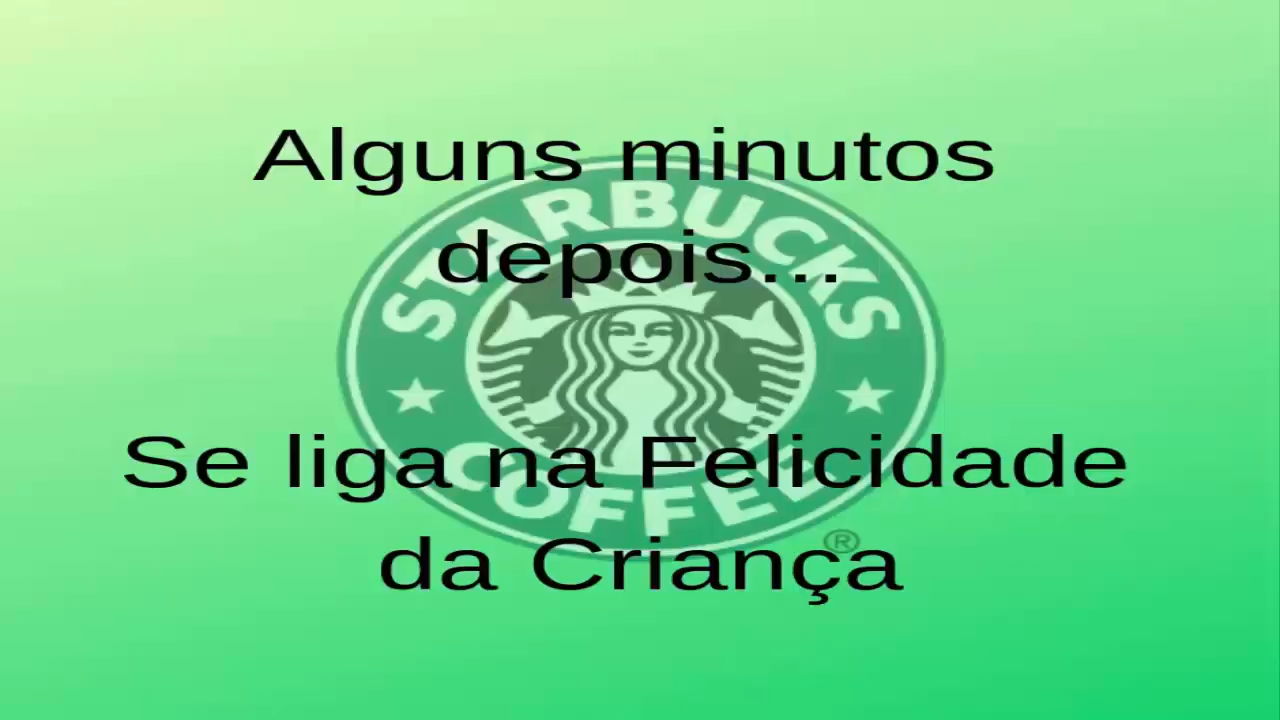 Alguns minutos
depois...
STARBUCKS
Se liga na Felicidade
COFFEE
®
da Criança